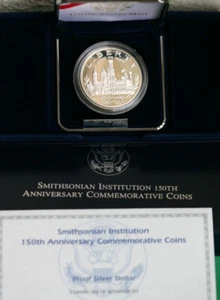 SMITHSONIAN INSTITUTION 150TH
ANNIVERSARY COMMEMORATIVE COINS
Smithsonian Institution
150th Anniversary Commemorative Coins
Proof Silver Dollar